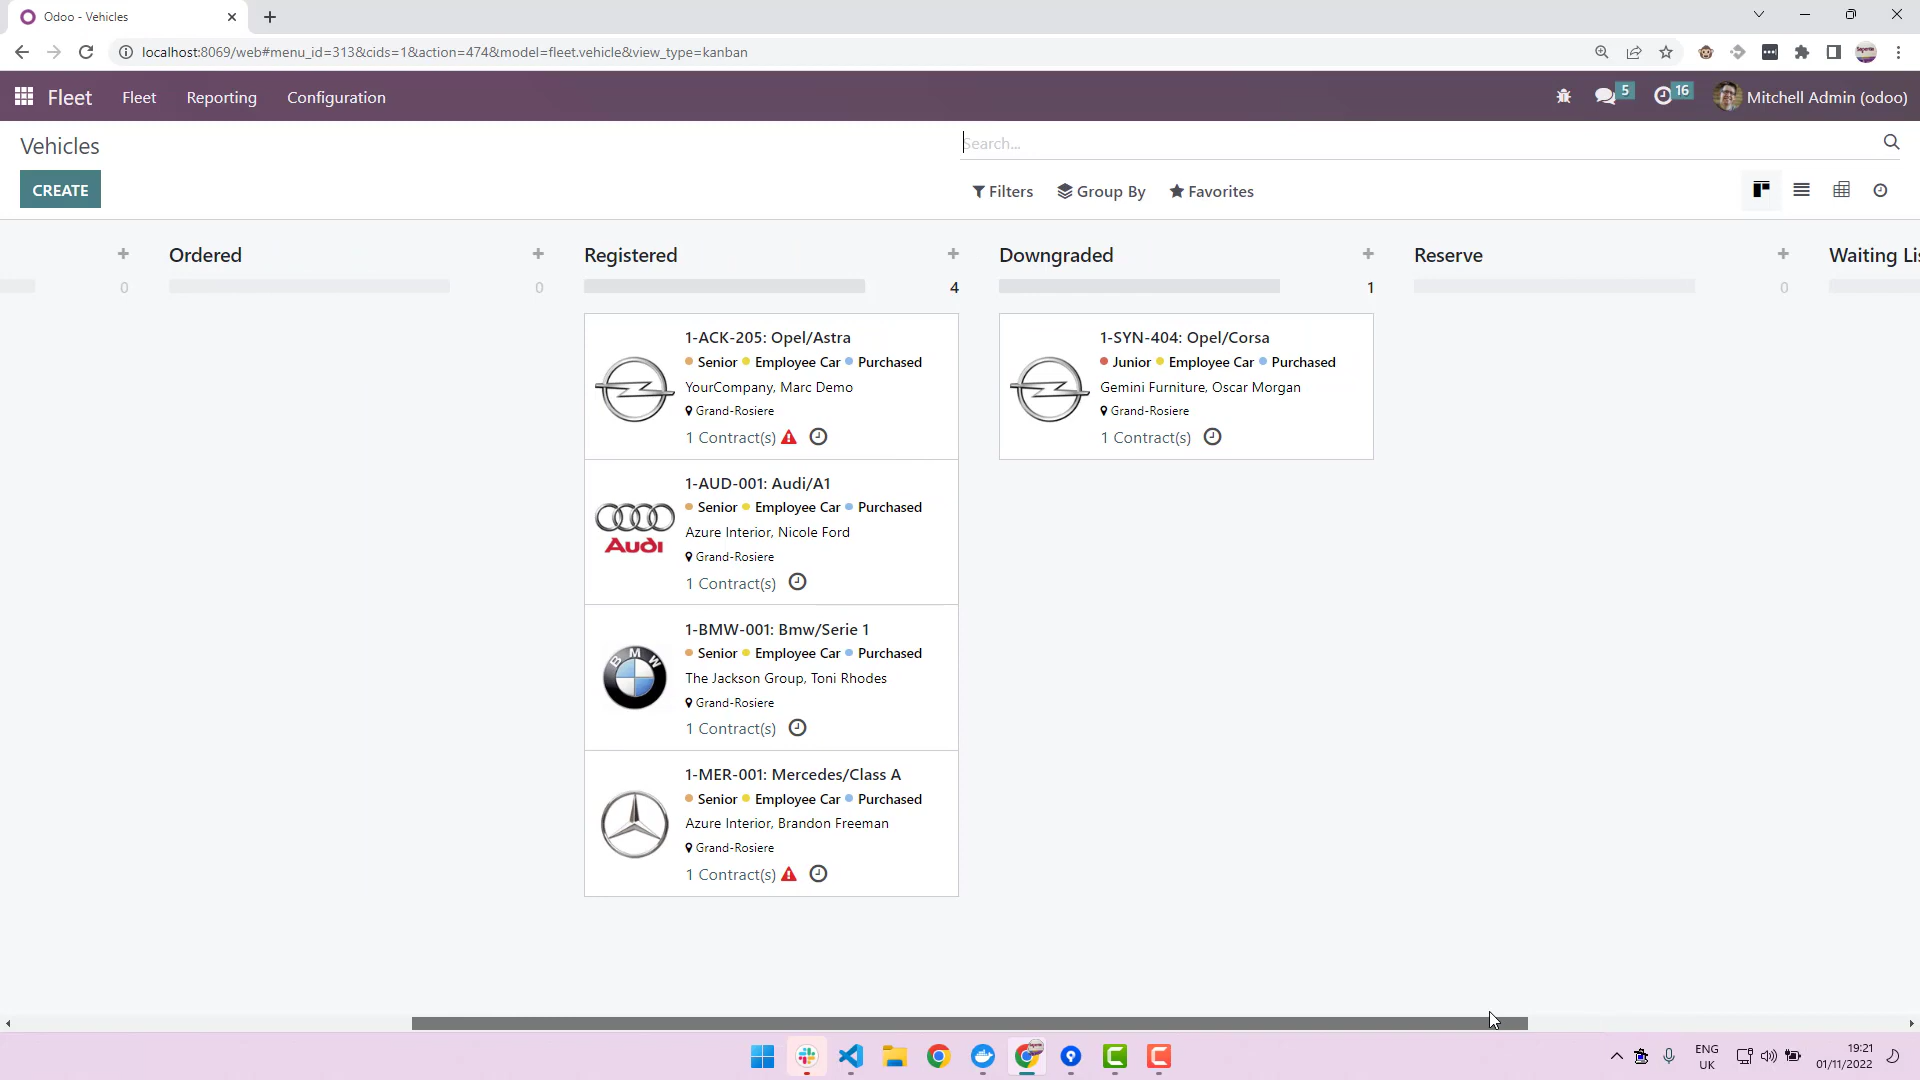 Odoo - Vehicles
localhost:8069/web#menu_id=313&cids=1&action=474&model=fleet.vehicle&view_type=kanban
Fleet
Fleet
Reporting
Configuration
5
16
Mitchell Admin (odoo)
Vehicles
Search...
CREATE
Filters
Group By
Favorites
0
Ordered
0
Registered
4
1-ACK-205: Opel/Astra
Senior Employee Car Purchased
YourCompany, Marc Demo
Grand-Rosiere
1 Contract(s)
Audi
1-AUD-001: Audi/A1
Senior Employee Car Purchased
Azure Interior, Nicole Ford
Grand-Rosiere
1 Contract(s)
BMW
1-BMW-001: Bmw/Serie 1
Senior Employee Car Purchased
The Jackson Group, Toni Rhodes
Grand-Rosiere
1 Contract(s)
1-MER-001: Mercedes/Class A
Senior Employee Car Purchased
Azure Interior, Brandon Freeman
Grand-Rosiere
1 Contract(s)
Downgraded
1
1-SYN-404: Opel/Corsa
Junior Employee Car Purchased
Gemini Furniture, Oscar Morgan
Grand-Rosiere
1 Contract(s)
Reserve
0
Waiting Lis
ENG
UK
19:21
01/11/2022